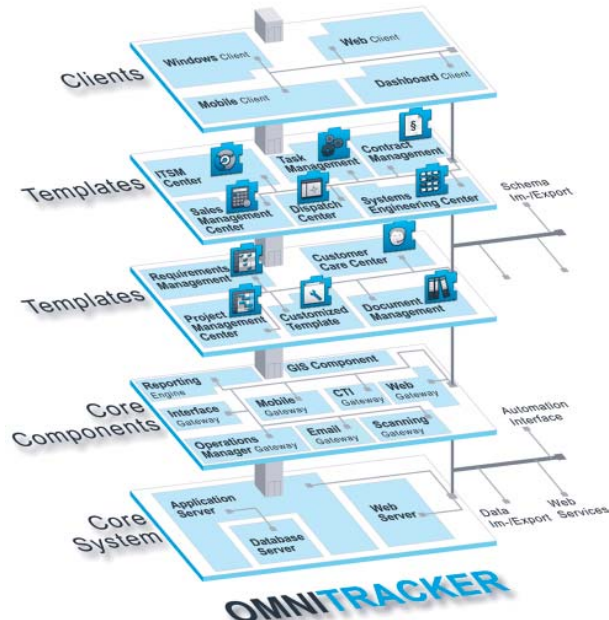 Clients
Windows Client
Web Client
Mobile Client
Dashboard Client
Templates
ITSM
Center
Task
Management
Contract
Management
§
Sales
Management
Center
Dispatch
Center
Systems
Engineering Center
Schema
Im-/Export
Templates
Requirements
Management
Customer
Care Center
Project
Management
Center
Customized
Template
Document
Management
Core
Components
Reporting
Engine
GIS Component
Interface
Gateway
Mobile
Gateway
CTI
Gateway
Web
Gateway
Operations
Manager Gateway
Email
Gateway
Scanning
Gateway
Automation
Interface
Core
System
Application
Server
Database
Server
Web
Server
Data
Im-/Export
Web
Services
OMNITRACKER